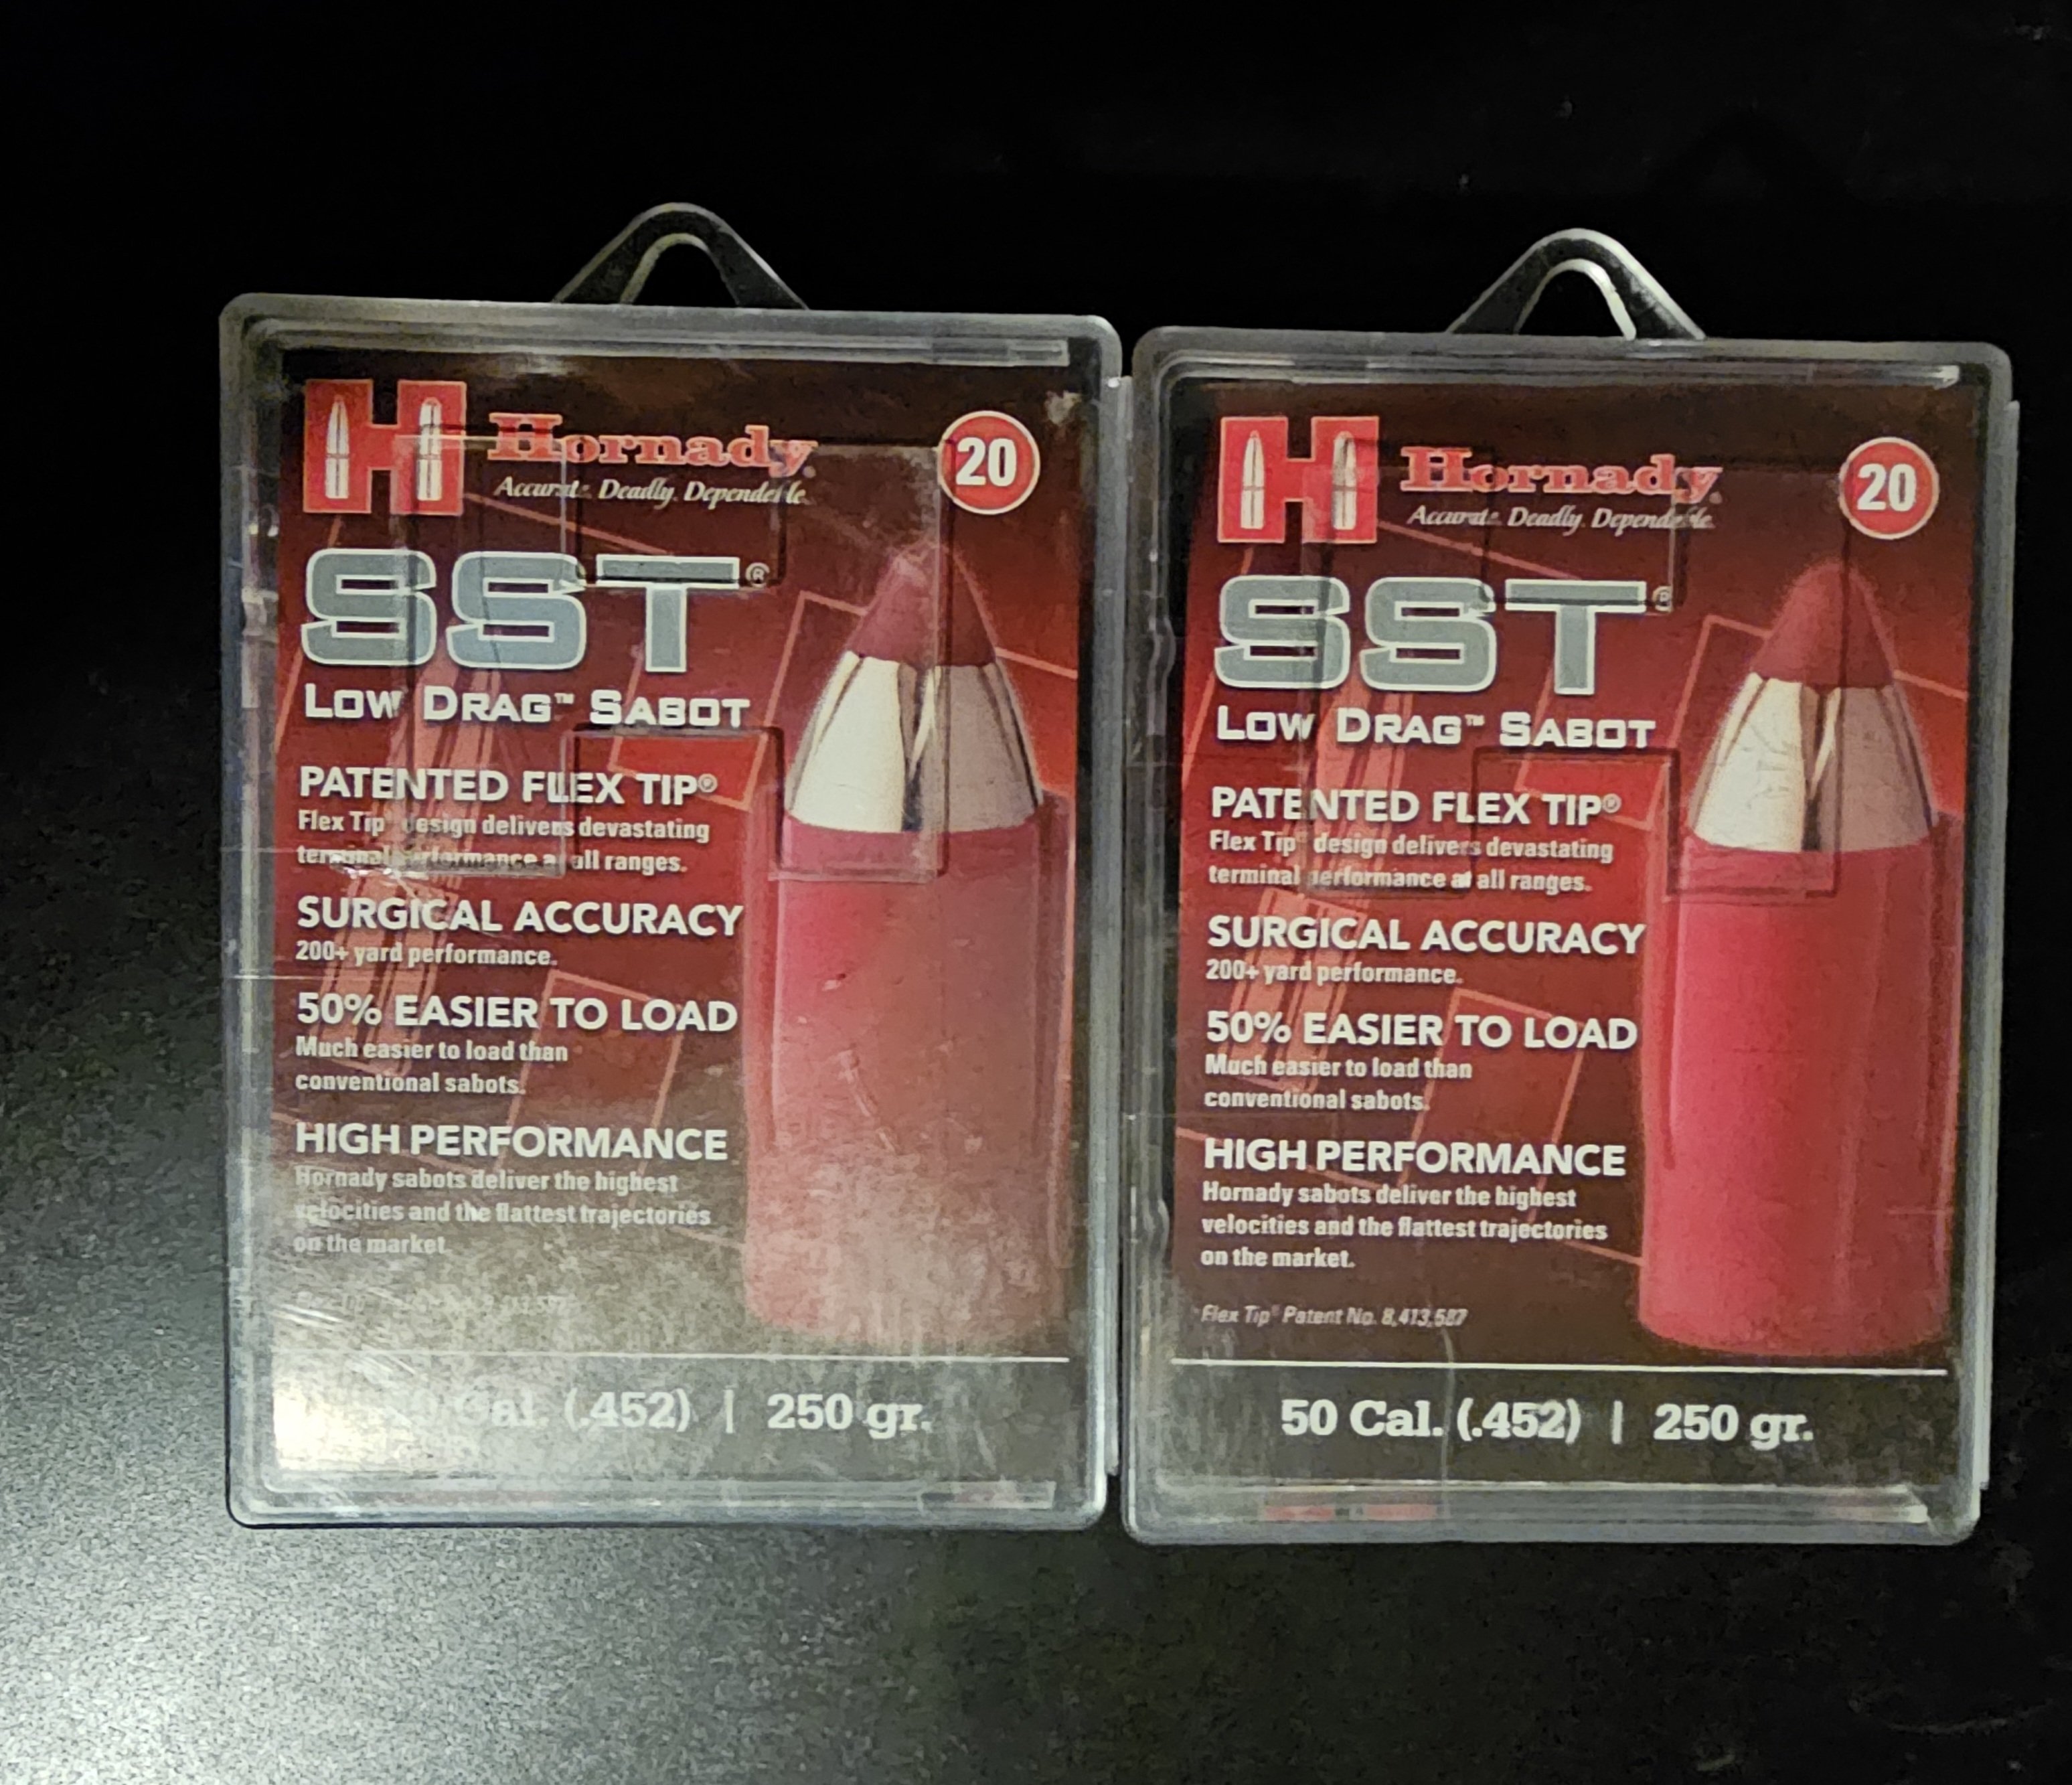 Hornady
Accurate. Deadly. Dependable.
20
SST®
LOW DRAG™ SABOT
PATENTED FLEX TIP®
Flex Tip® design delivers devastating
terminal performance at all ranges.
SURGICAL ACCURACY
200+ yard performance.
50% EASIER TO LOAD
Much easier to load than
conventional sabots.
HIGH PERFORMANCE
Hornady sabots deliver the highest
velocities and the flattest trajectories
on the market.
Cal. (.452) | 250 gr.
Hornady
Accurate. Deadly. Dependable.
20
SST®
LOW DRAG™ SABOT
PATENTED FLEX TIP®
Flex Tip® design delivers devastating
terminal performance at all ranges.
SURGICAL ACCURACY
200+ yard performance.
50% EASIER TO LOAD
Much easier to load than
conventional sabots.
HIGH PERFORMANCE
Hornady sabots deliver the highest
velocities and the flattest trajectories
on the market.
Flex Tip® Patent No. 8,413,587
50 Cal. (.452) | 250 gr.